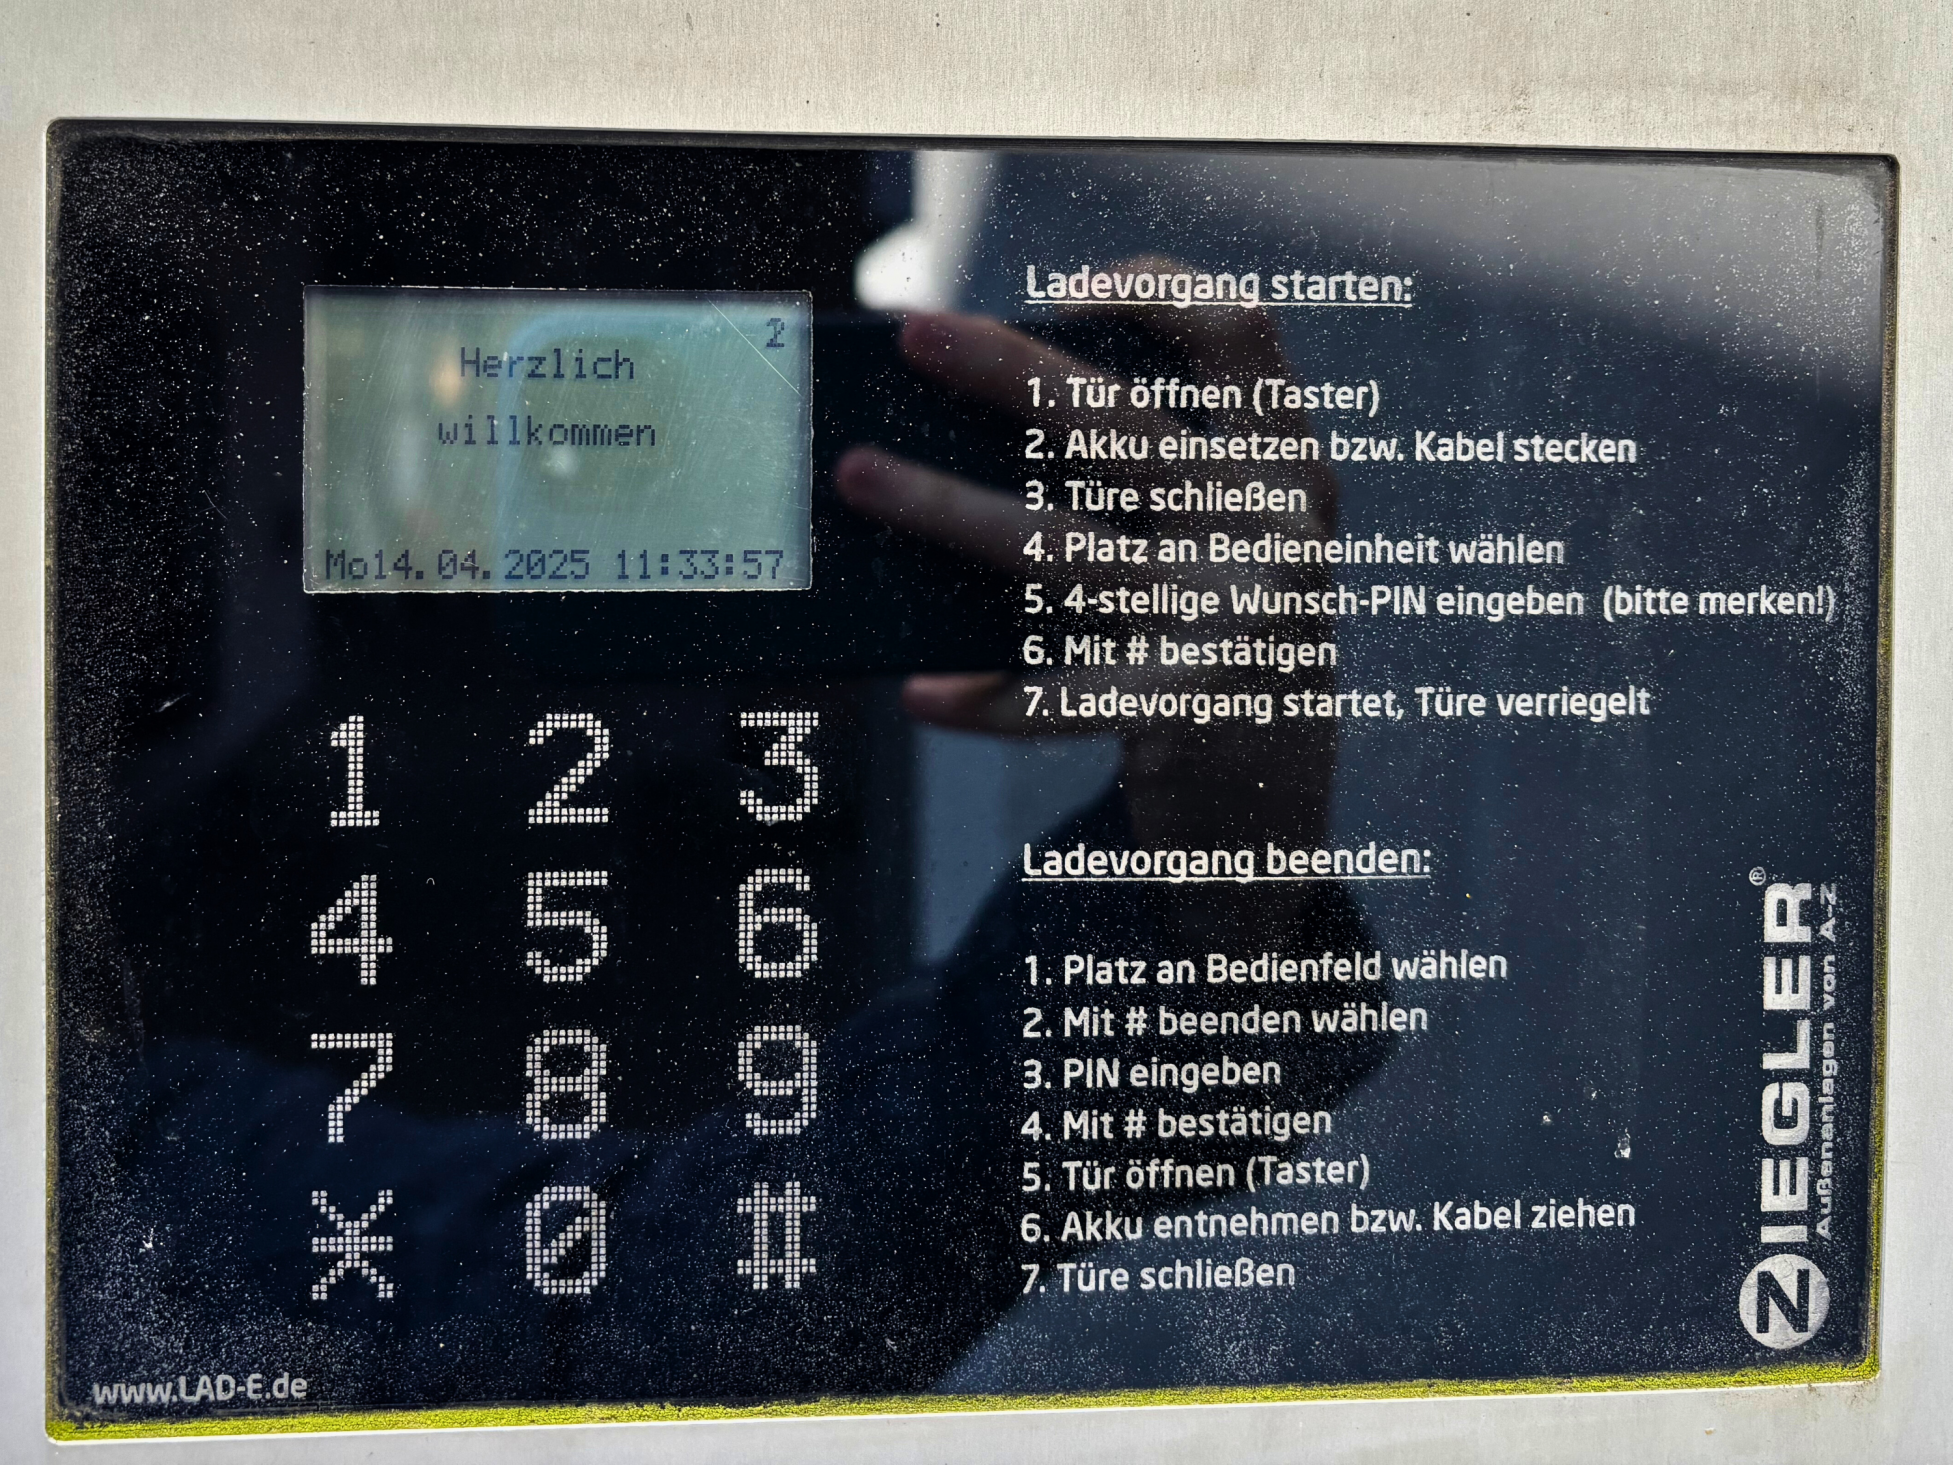 2
Herzlich
willkommen
Mo14.04.2025 11:33:57
1 2 3
4 5 6
7 8 9
* 0 #
www.LAD-E.de
Ladevorgang starten:
1. Tür öffnen (Taster)
2. Akku einsetzen bzw. Kabel stecken
3. Türe schließen
4. Platz an Bedieneinheit wählen
5. 4-stellige Wunsch-PIN eingeben (bitte merken!)
6. Mit # bestätigen
7. Ladevorgang startet, Türe verriegelt
Ladevorgang beenden:
1. Platz an Bedienfeld wählen
2. Mit # beenden wählen
3. PIN eingeben
4. Mit # bestätigen
5. Tür öffnen (Taster)
6. Akku entnehmen bzw. Kabel ziehen
7. Türe schließen
ZIEGLER®
Außenanlagen von A-Z